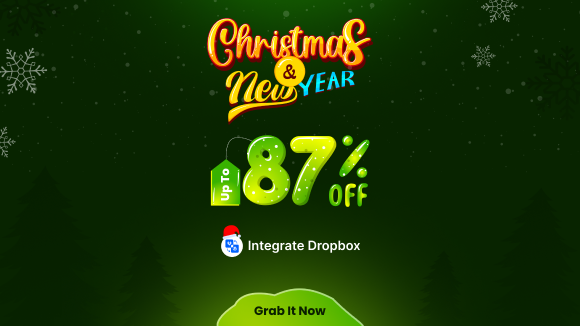 Christmas
&
New YEAR
Up To
87%
OFF
Integrate Dropbox
Grab It Now